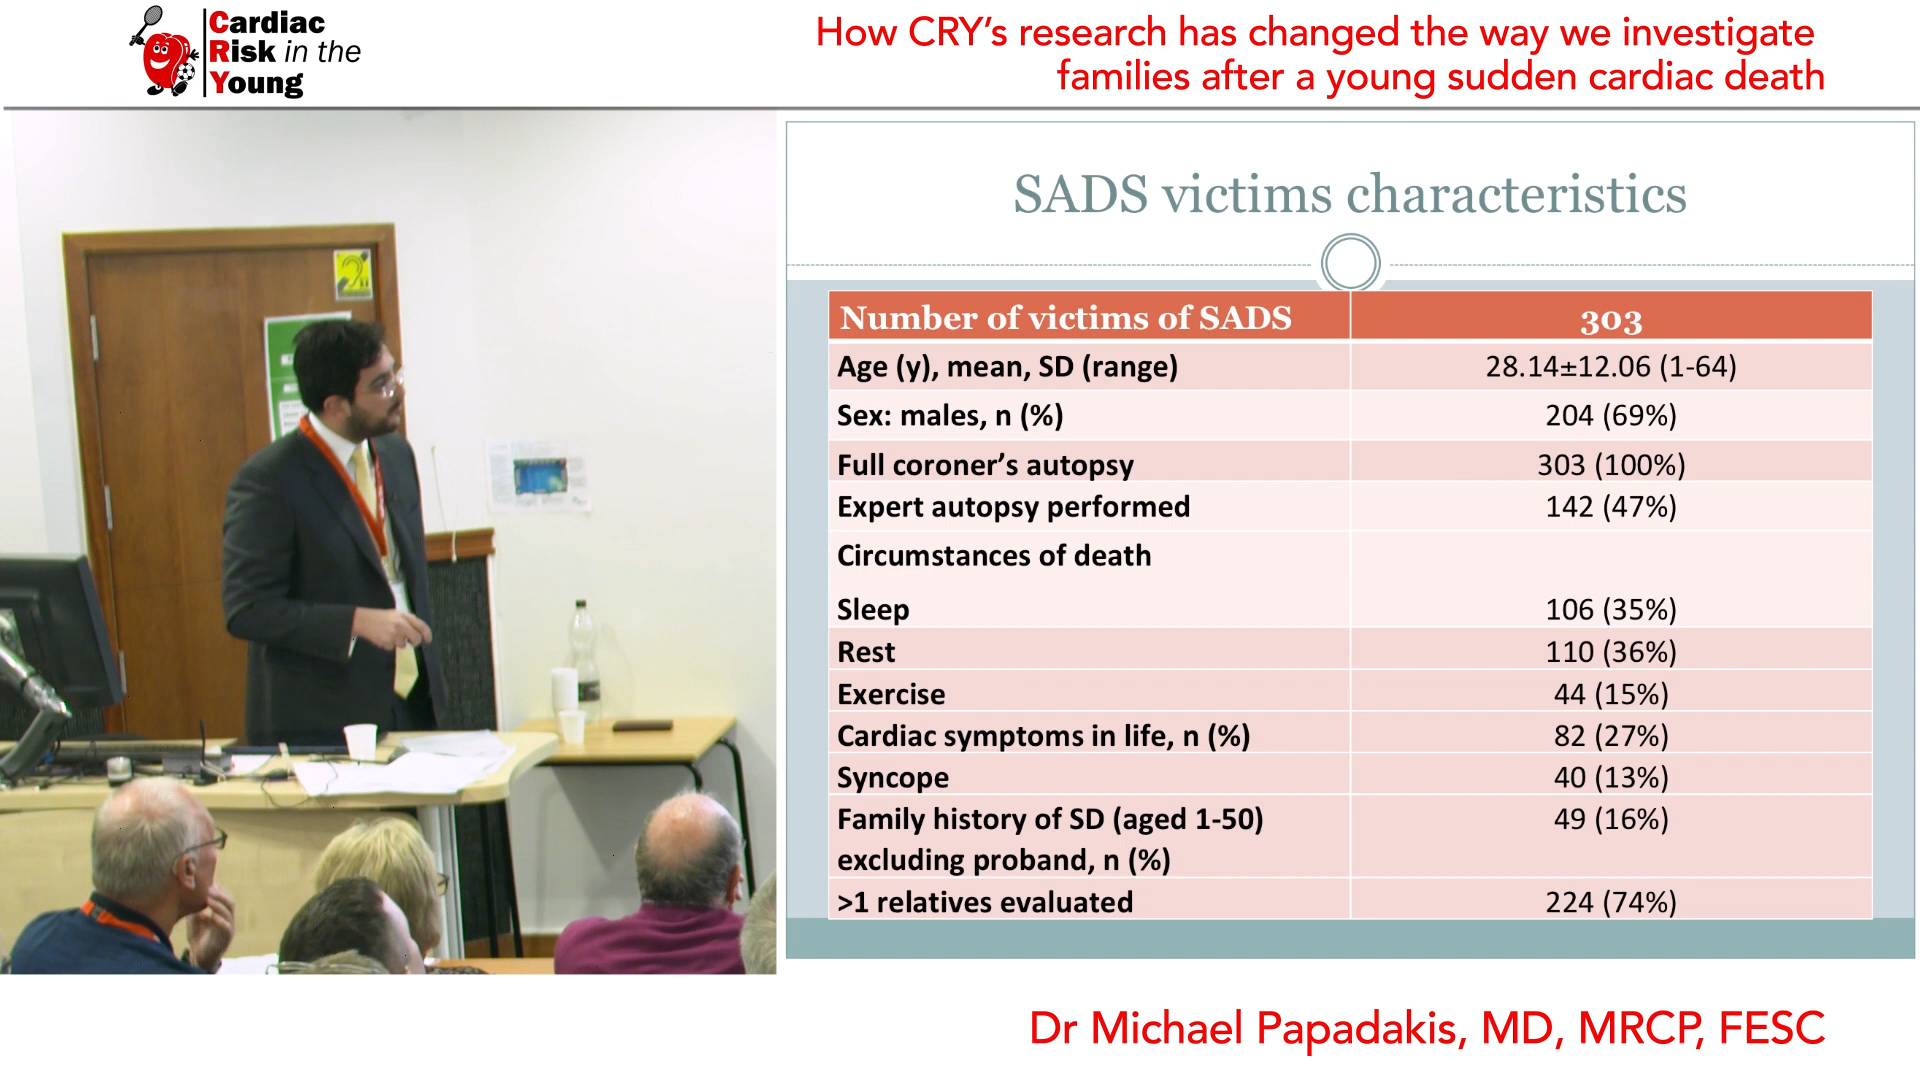 Cardiac
Risk in the
Young
How CRY's research has changed the way we investigate
families after a young sudden cardiac death
SADS victims characteristics
Number of victims of SADS 303
Age (y), mean, SD (range) 28.14±12.06 (1-64)
Sex: males, n (%) 204 (69%)
Full coroner's autopsy 303 (100%)
Expert autopsy performed 142 (47%)
Circumstances of death
Sleep 106 (35%)
Rest 110 (36%)
Exercise 44 (15%)
Cardiac symptoms in life, n (%) 82 (27%)
Syncope 40 (13%)
Family history of SD (aged 1-50) 49 (16%)
excluding proband, n (%)
>1 relatives evaluated 224 (74%)
Dr Michael Papadakis, MD, MRCP, FESC